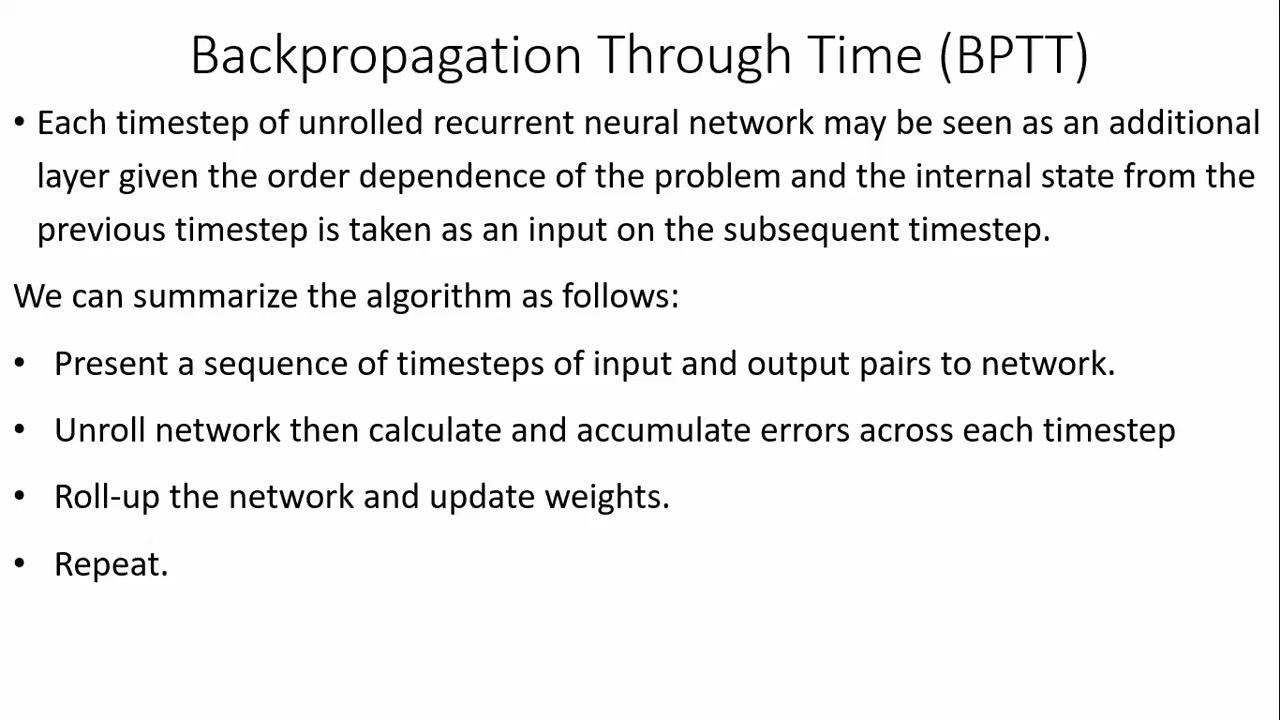 Backpropagation Through Time (BPTT)
• Each timestep of unrolled recurrent neural network may be seen as an additional
layer given the order dependence of the problem and the internal state from the
previous timestep is taken as an input on the subsequent timestep.
We can summarize the algorithm as follows:
• Present a sequence of timesteps of input and output pairs to network.
• Unroll network then calculate and accumulate errors across each timestep
• Roll-up the network and update weights.
• Repeat.